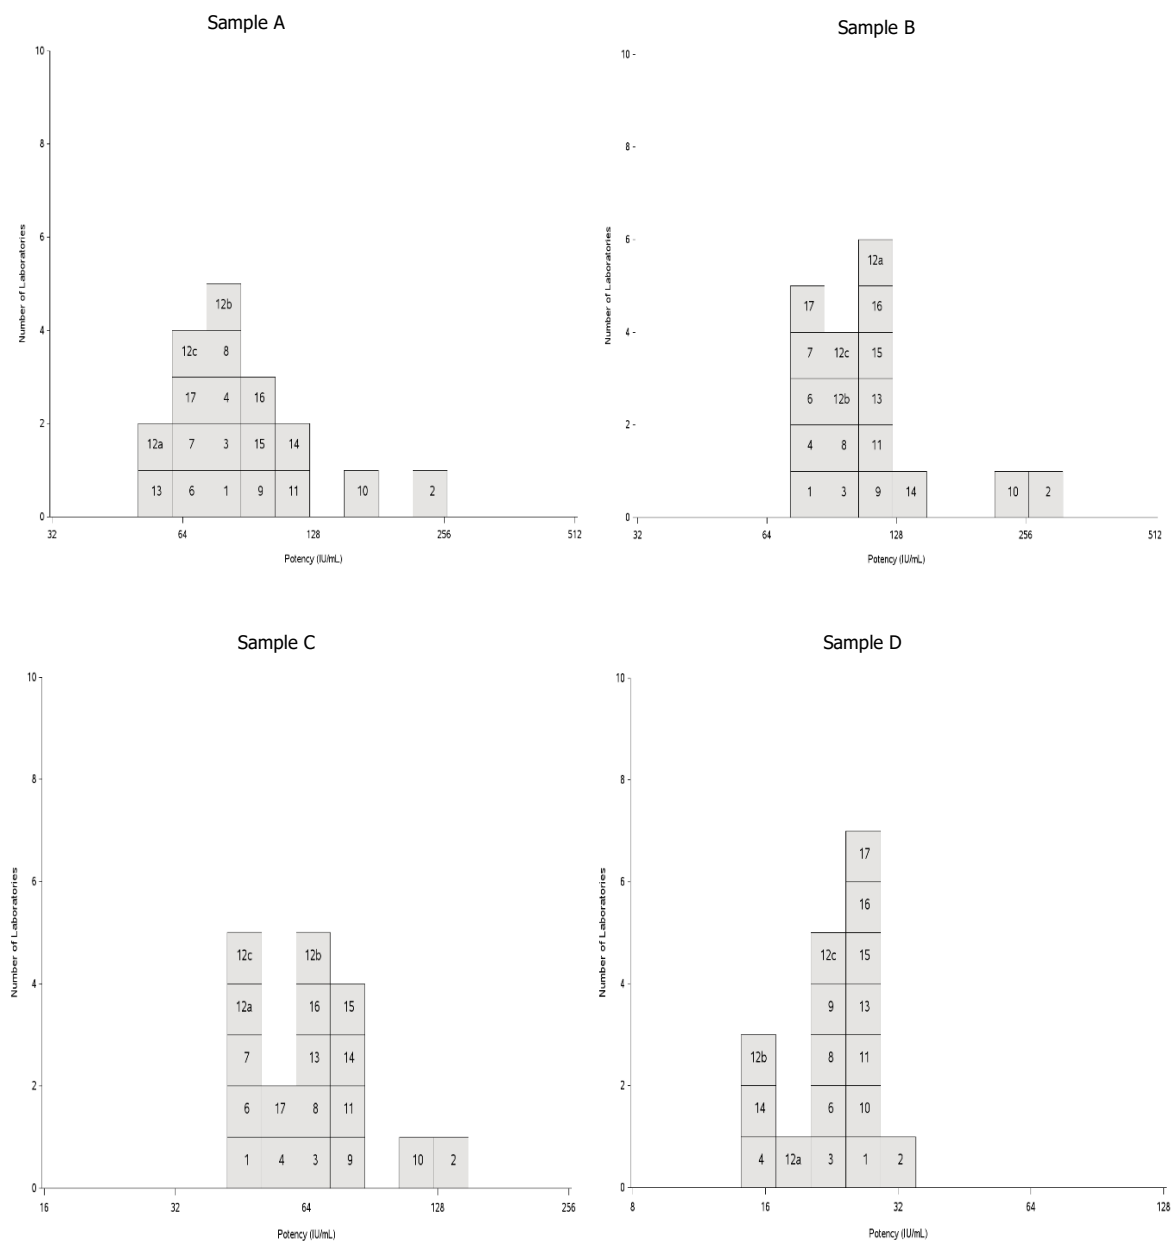 Sample A
10
8
6
4
2
0
Number of Laboratories
12b
12c 8
17 4 16
12a 7 3 15 14
13 6 1 9 11 10 2
32 64 128 256 512
Potency (IU/mL)
Sample B
10
8
6
4
2
0
Number of Laboratories
12a
17 16
7 12c 15
6 12b 13
4 8 11
1 3 9 14 10 2
32 64 128 256 512
Potency (IU/mL)
Sample C
10
8
6
4
2
0
Number of Laboratories
12c 12b
12a 16 15
7 13 14
6 17 8 11
1 4 3 9 10 2
16 32 64 128 256
Potency (IU/mL)
Sample D
10
8
6
4
2
0
Number of Laboratories
17
16
12c 15
9 13
12b 8 11
14 6 10
4 12a 3 1 2
8 16 32 64 128
Potency (IU/mL)